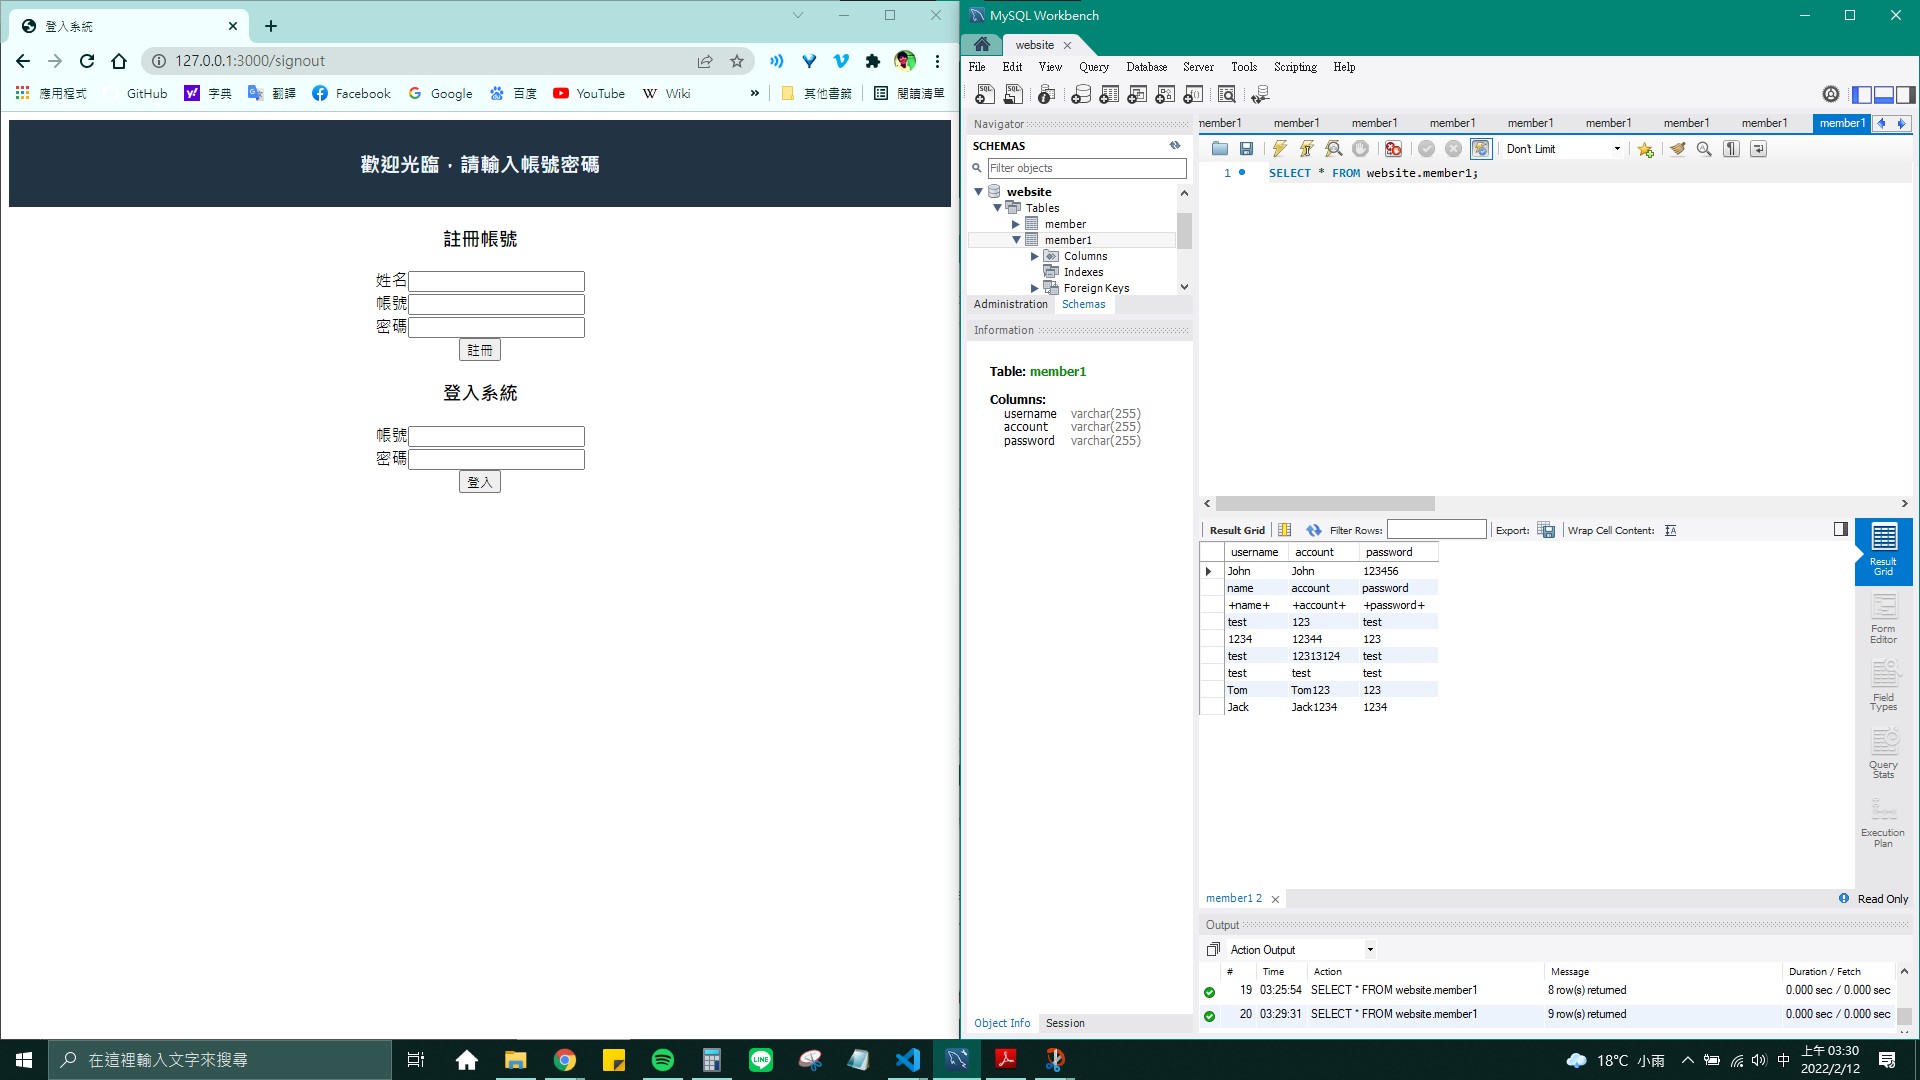 登入系統
127.0.0.1:3000/signout
應用程式 GitHub 字典 翻譯 Facebook Google 百度 YouTube Wiki » 其他書籤 閱讀清單
歡迎光臨，請輸入帳號密碼
註冊帳號
姓名
帳號
密碼
註冊
登入系統
帳號
密碼
登入
MySQL Workbench
website
File Edit View Query Database Server Tools Scripting Help
Navigator
SCHEMAS
Filter objects
website
Tables
member
member1
Columns
Indexes
Foreign Keys
Administration Schemas
Information
Table: member1
Columns:
username varchar(255)
account varchar(255)
password varchar(255)
Object Info Session
member1 member1 member1 member1 member1 member1 member1 member1 member1
Don't Limit
1 SELECT * FROM website.member1;
Result Grid Filter Rows: Export: Wrap Cell Content:
username account password
John John 123456
name account password
+name+ +account+ +password+
test 123 test
1234 12344 123
test 12313124 test
test test test
Tom Tom123 123
Jack Jack1234 1234
Result
Grid
Form
Editor
Field
Types
Query
Stats
Execution
Plan
member1 2 Read Only
Output
Action Output
# Time Action Message Duration / Fetch
19 03:25:54 SELECT * FROM website.member1 8 row(s) returned 0.000 sec / 0.000 sec
20 03:29:31 SELECT * FROM website.member1 9 row(s) returned 0.000 sec / 0.000 sec
在這裡輸入文字來搜尋
LINE
18°C 小雨
中
上午 03:30
2022/2/12